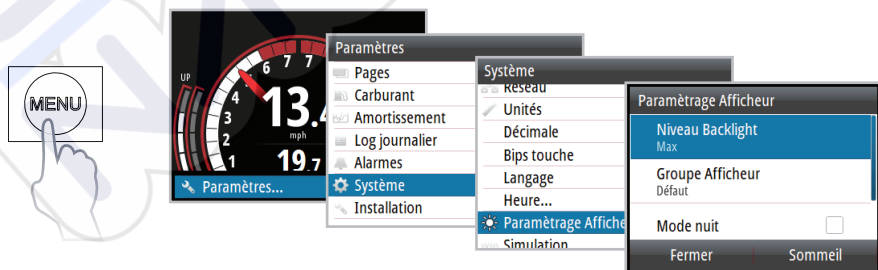 MENU
UP
6 7 7
5
4
3
2
1
13.4
mph
19.7
Paramètres...
Paramètres
Pages
Carburant
Amortissement
Log journalier
Alarmes
Système
Installation
Système
Réseau
Unités
Décimale
Bips touche
Langage
Heure...
Paramètrage Affiche
Simulation
Paramètrage Afficheur
Niveau Backlight
Max
Groupe Afficheur
Défaut
Mode nuit
Fermer Sommeil